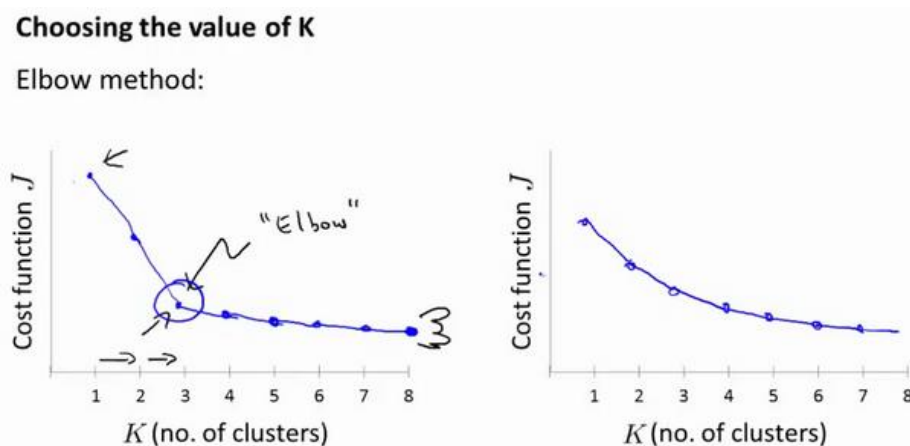 Choosing the value of K
Elbow method:
Cost function J
"Elbow"
1 2 3 4 5 6 7 8
K (no. of clusters)
Cost function J
1 2 3 4 5 6 7 8
K (no. of clusters)